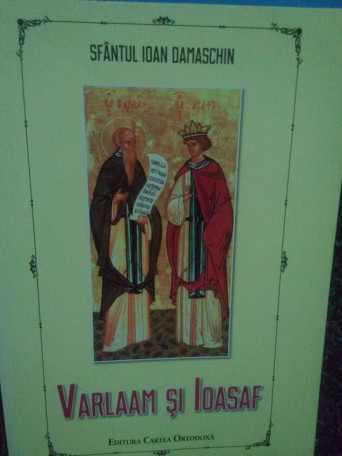 SFÂNTUL IOAN DAMASCHIN
VARLAAM ŞI IOASAF
EDITURA CARTEA ORTODOXĂ